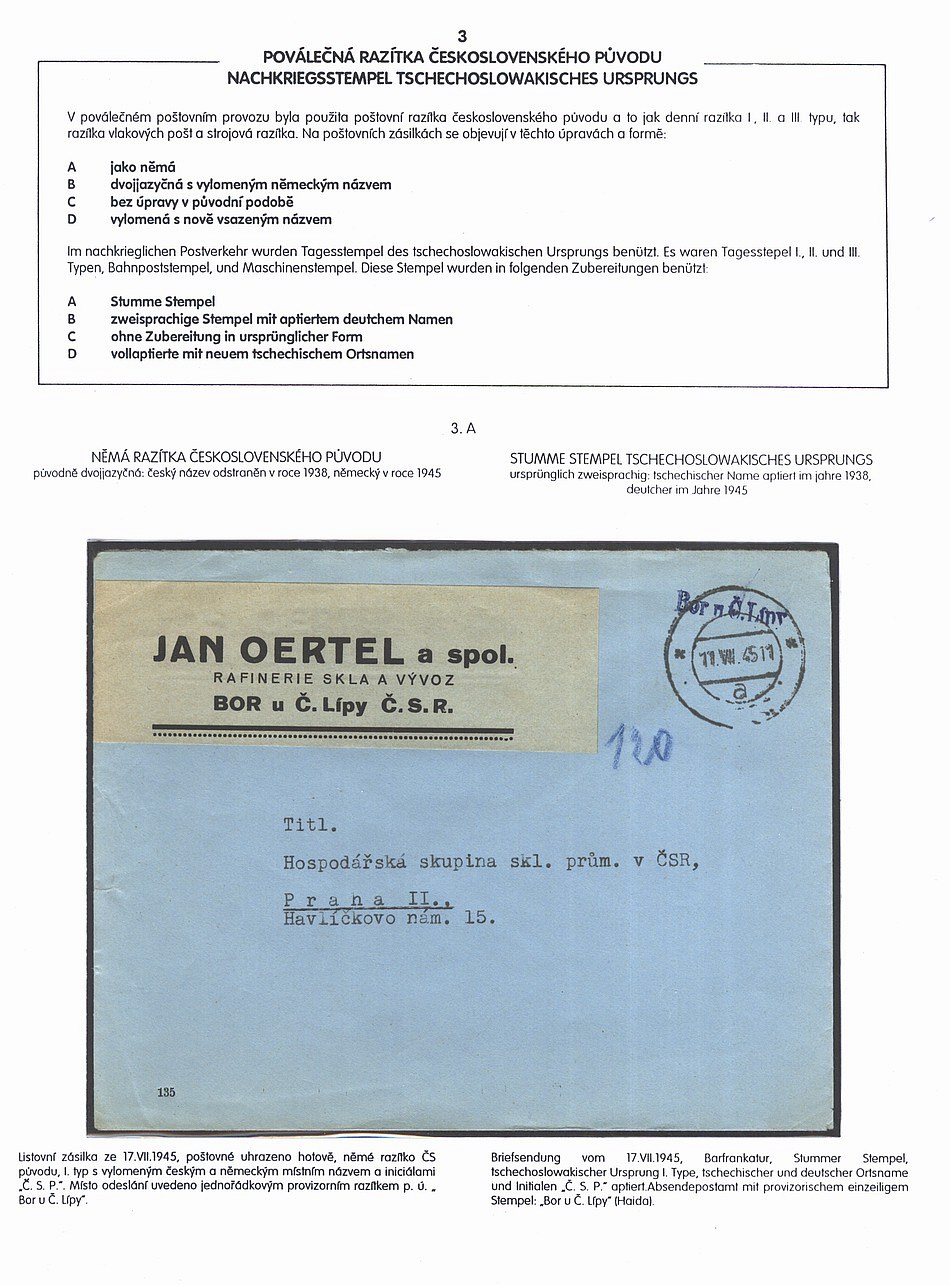 3
POVÁLEČNÁ RAZÍTKA ČESKOSLOVENSKÉHO PŮVODU
NACHKRIEGSSTEMPEL TSCHECHOSLOWAKISCHES URSPRUNGS
V poválečném poštovním provozu byla použita poštovní razítka československého původu a to jak denní razítka I., II. a III. typu, tak
razítka vlakových pošt a strojová razítka. Na poštovních zásilkách se objevují v těchto úpravách a formě:
A jako němá
B dvojjazyčná s vylomeným německým názvem
C bez úpravy v původní podobě
D vylomená s nově vsazeným názvem
Im nachkrieglichen Postverkehr wurden Tagesstempel des tschechoslowakischen Ursprungs benützt. Es waren Tagesstepel I., II. und III.
Typen, Bahnpoststempel, und Maschinenstempel. Diese Stempel wurden in folgenden Zubereitungen benützt:
A Stumme Stempel
B zweisprachige Stempel mit aptiertem deutchem Namen
C ohne Zubereitung in ursprünglicher Form
D vollaptierte mit neuem tschechischem Ortsnamen
3. A
NĚMÁ RAZÍTKA ČESKOSLOVENSKÉHO PŮVODU
původně dvojjazyčná: český název odstraněn v roce 1938, německý v roce 1945
STUMME STEMPEL TSCHECHOSLOWAKISCHES URSPRUNGS
ursprünglich zweisprachig: tschechischer Name aptiert im jahre 1938,
deutcher im Jahre 1945
JAN OERTEL a spol.
RAFINERIE SKLA A VÝVOZ
BOR u Č. Lípy Č.S.R.
Bor u Č. Lípy
17.VII.4517
a
120
Titl.
Hospodářská skupina skl. prům. v ČSR,
Praha II.,
Havlíčkovo nám. 15.
135
Listovní zásilka ze 17.VII.1945, poštovné uhrazeno hotově, němé razítko ČS
původu, I. typ s vylomeným českým a německým místním názvem a iniciálami
„Č. S. P.". Místo odeslání uvedeno jednořádkovým provizorním razítkem p. ú. „
Bor u Č. Lípy".
Briefsendung vom 17.VII.1945, Barfrankatur, Stummer Stempel,
tschechoslowakischer Ursprung I. Type, tschechischer und deutscher Ortsname
und Initialen „Č. S. P." aptiert.Absendepostamt mit provizorischem einzeiligem
Stempel: „Bor u Č. Lípy" (Haida).